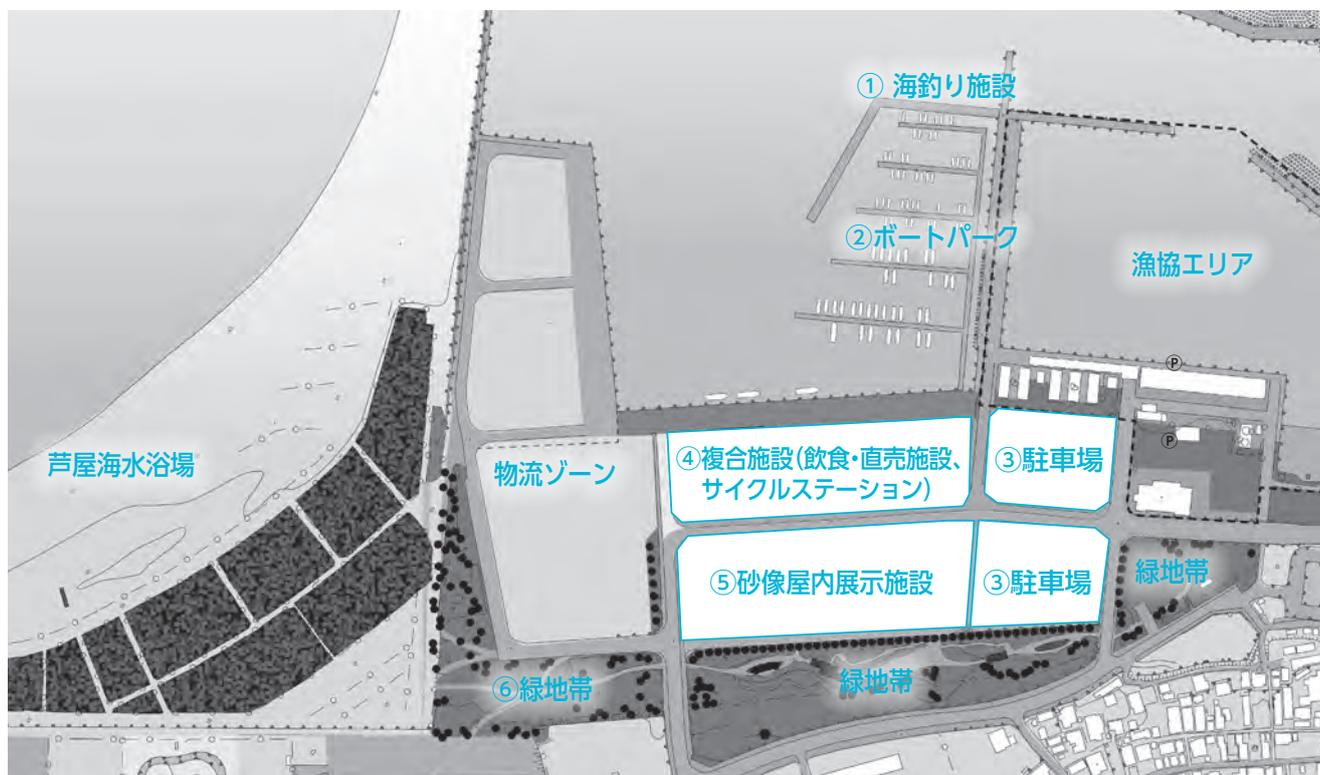 ① 海釣り施設
②ボートパーク
漁協エリア
Ⓟ
芦屋海水浴場
物流ゾーン
④複合施設(飲食・直売施設、
サイクルステーション)
③駐車場
Ⓟ
⑤砂像屋内展示施設
③駐車場
緑地帯
⑥緑地帯
緑地帯